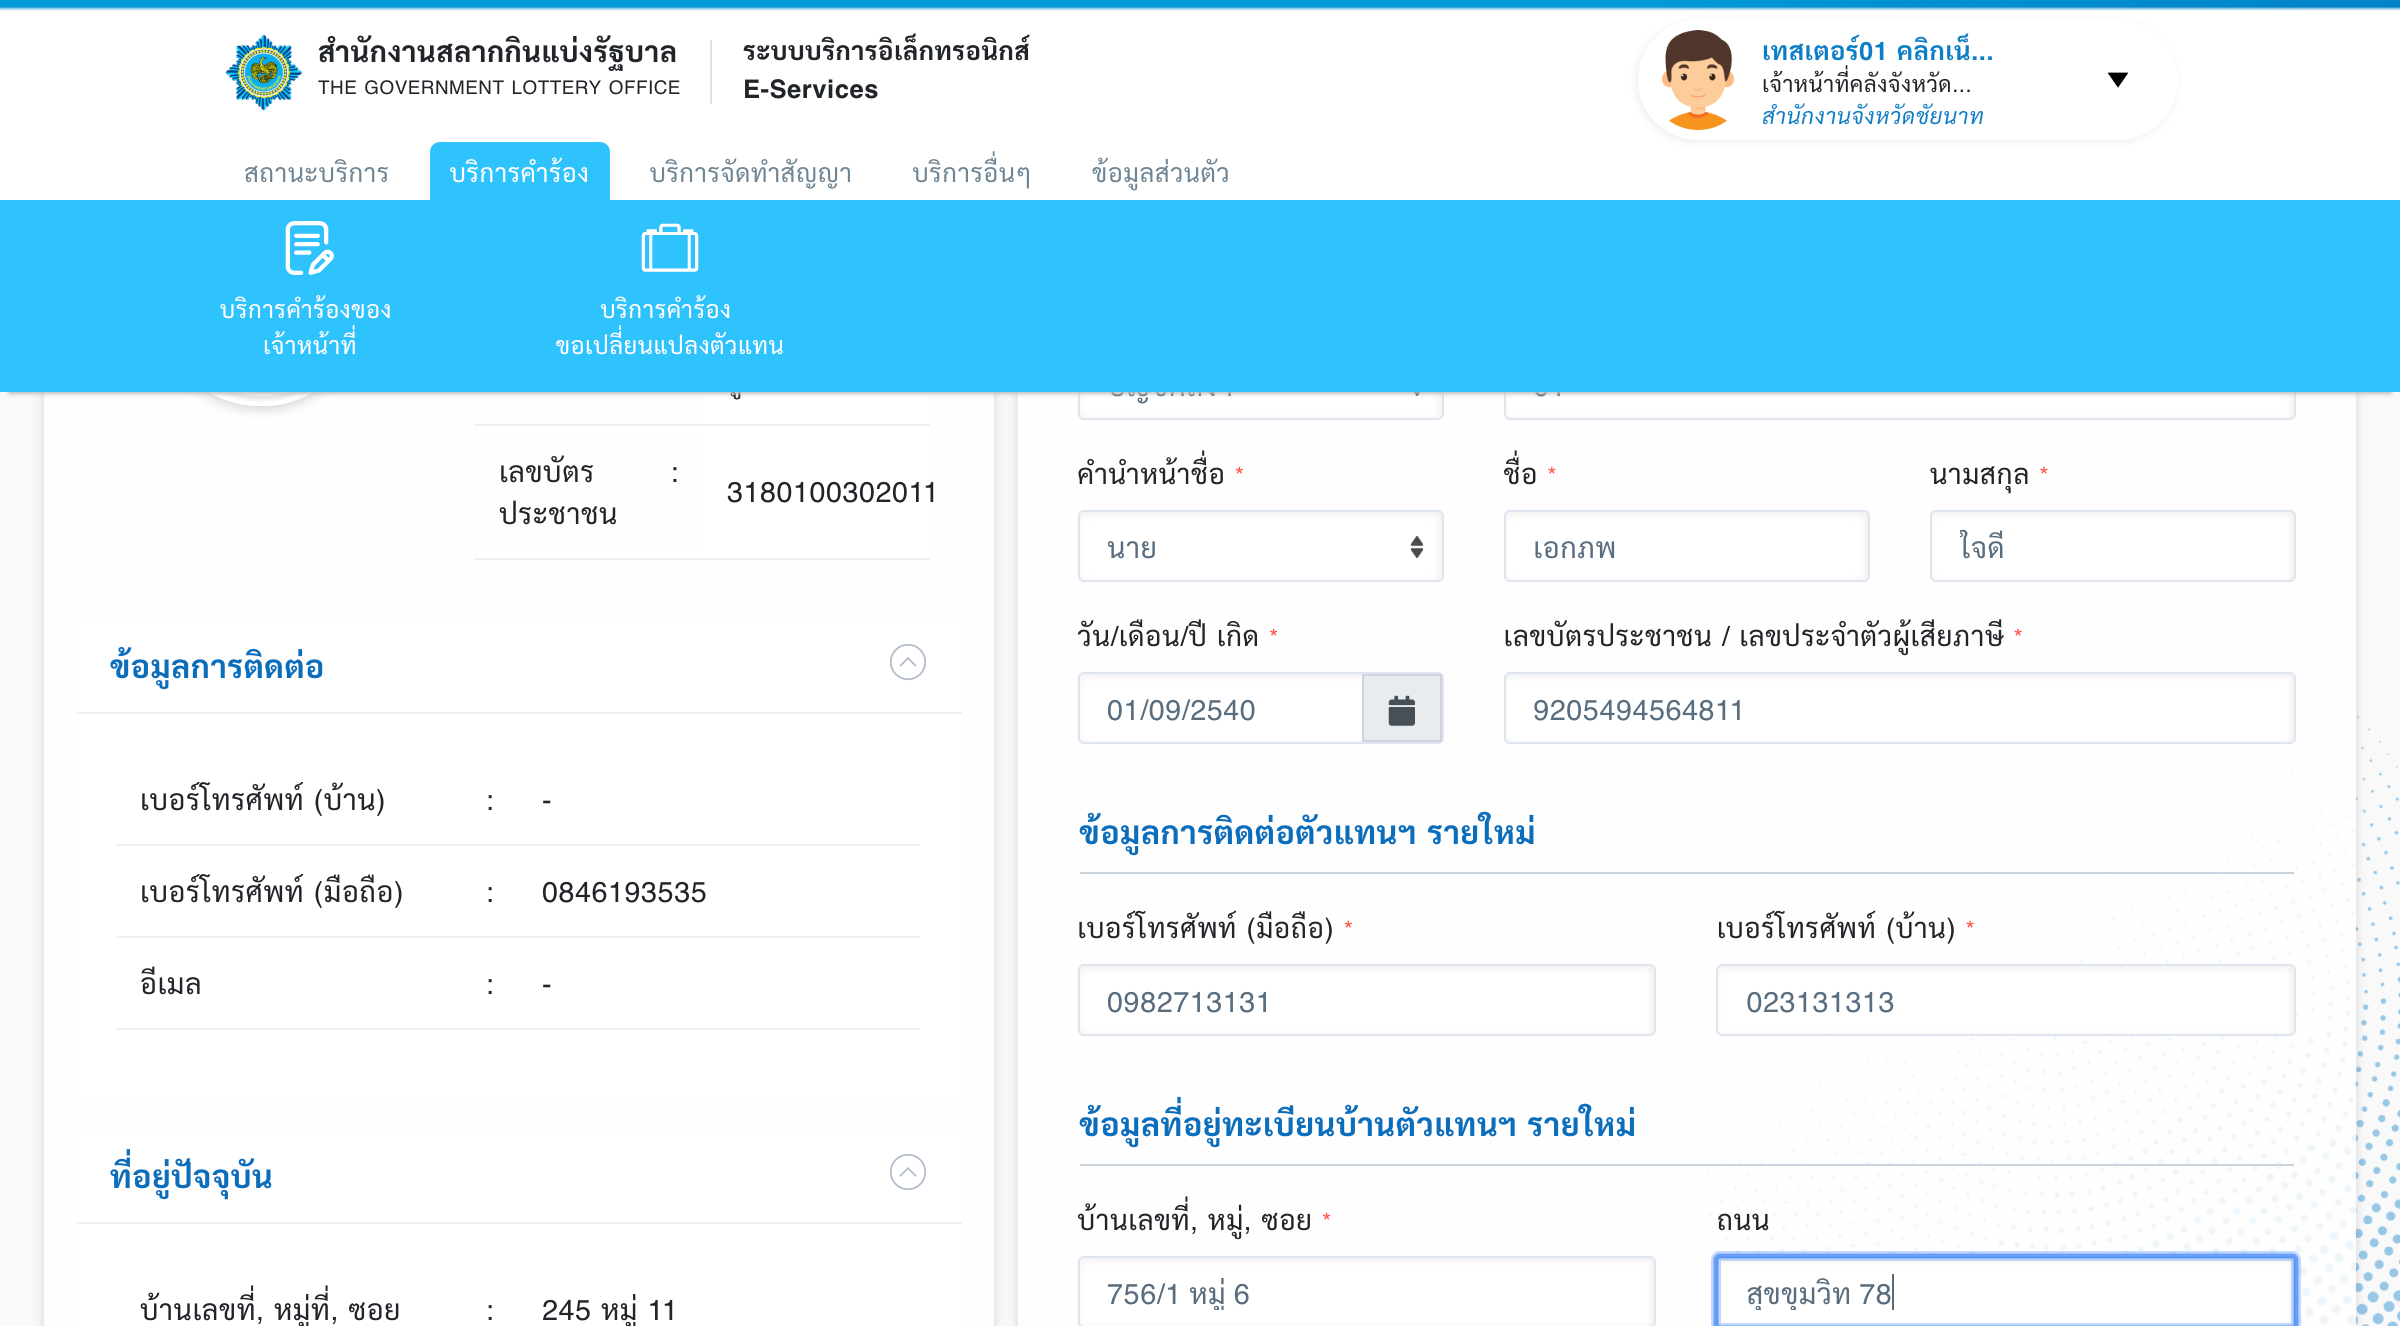 สำนักงานสลากกินแบ่งรัฐบาล
THE GOVERNMENT LOTTERY OFFICE
ระบบบริการอิเล็กทรอนิกส์
E-Services
เทสเตอร์01 คลิกเน็...
เจ้าหน้าที่คลังจังหวัด...
สำนักงานจังหวัดชัยนาท
สถานะบริการ
บริการคำร้อง
บริการจัดทำสัญญา
บริการอื่นๆ
ข้อมูลส่วนตัว
บริการคำร้องของ
เจ้าหน้าที่
บริการคำร้อง
ขอเปลี่ยนแปลงตัวแทน
เลขบัตร
ประชาชน
:
3180100302011
ข้อมูลการติดต่อ
เบอร์โทรศัพท์ (บ้าน) : -
เบอร์โทรศัพท์ (มือถือ) : 0846193535
อีเมล : -
ที่อยู่ปัจจุบัน
บ้านเลขที่, หมู่ที่, ซอย : 245 หมู่ 11
คำนำหน้าชื่อ *
ชื่อ *
นามสกุล *
นาย
เอกภพ
ใจดี
วัน/เดือน/ปี เกิด *
เลขบัตรประชาชน / เลขประจำตัวผู้เสียภาษี *
01/09/2540
9205494564811
ข้อมูลการติดต่อตัวแทนฯ รายใหม่
เบอร์โทรศัพท์ (มือถือ) *
เบอร์โทรศัพท์ (บ้าน) *
0982713131
023131313
ข้อมูลที่อยู่ทะเบียนบ้านตัวแทนฯ รายใหม่
บ้านเลขที่, หมู่, ซอย *
ถนน
756/1 หมู่ 6
สุขขุมวิท 78